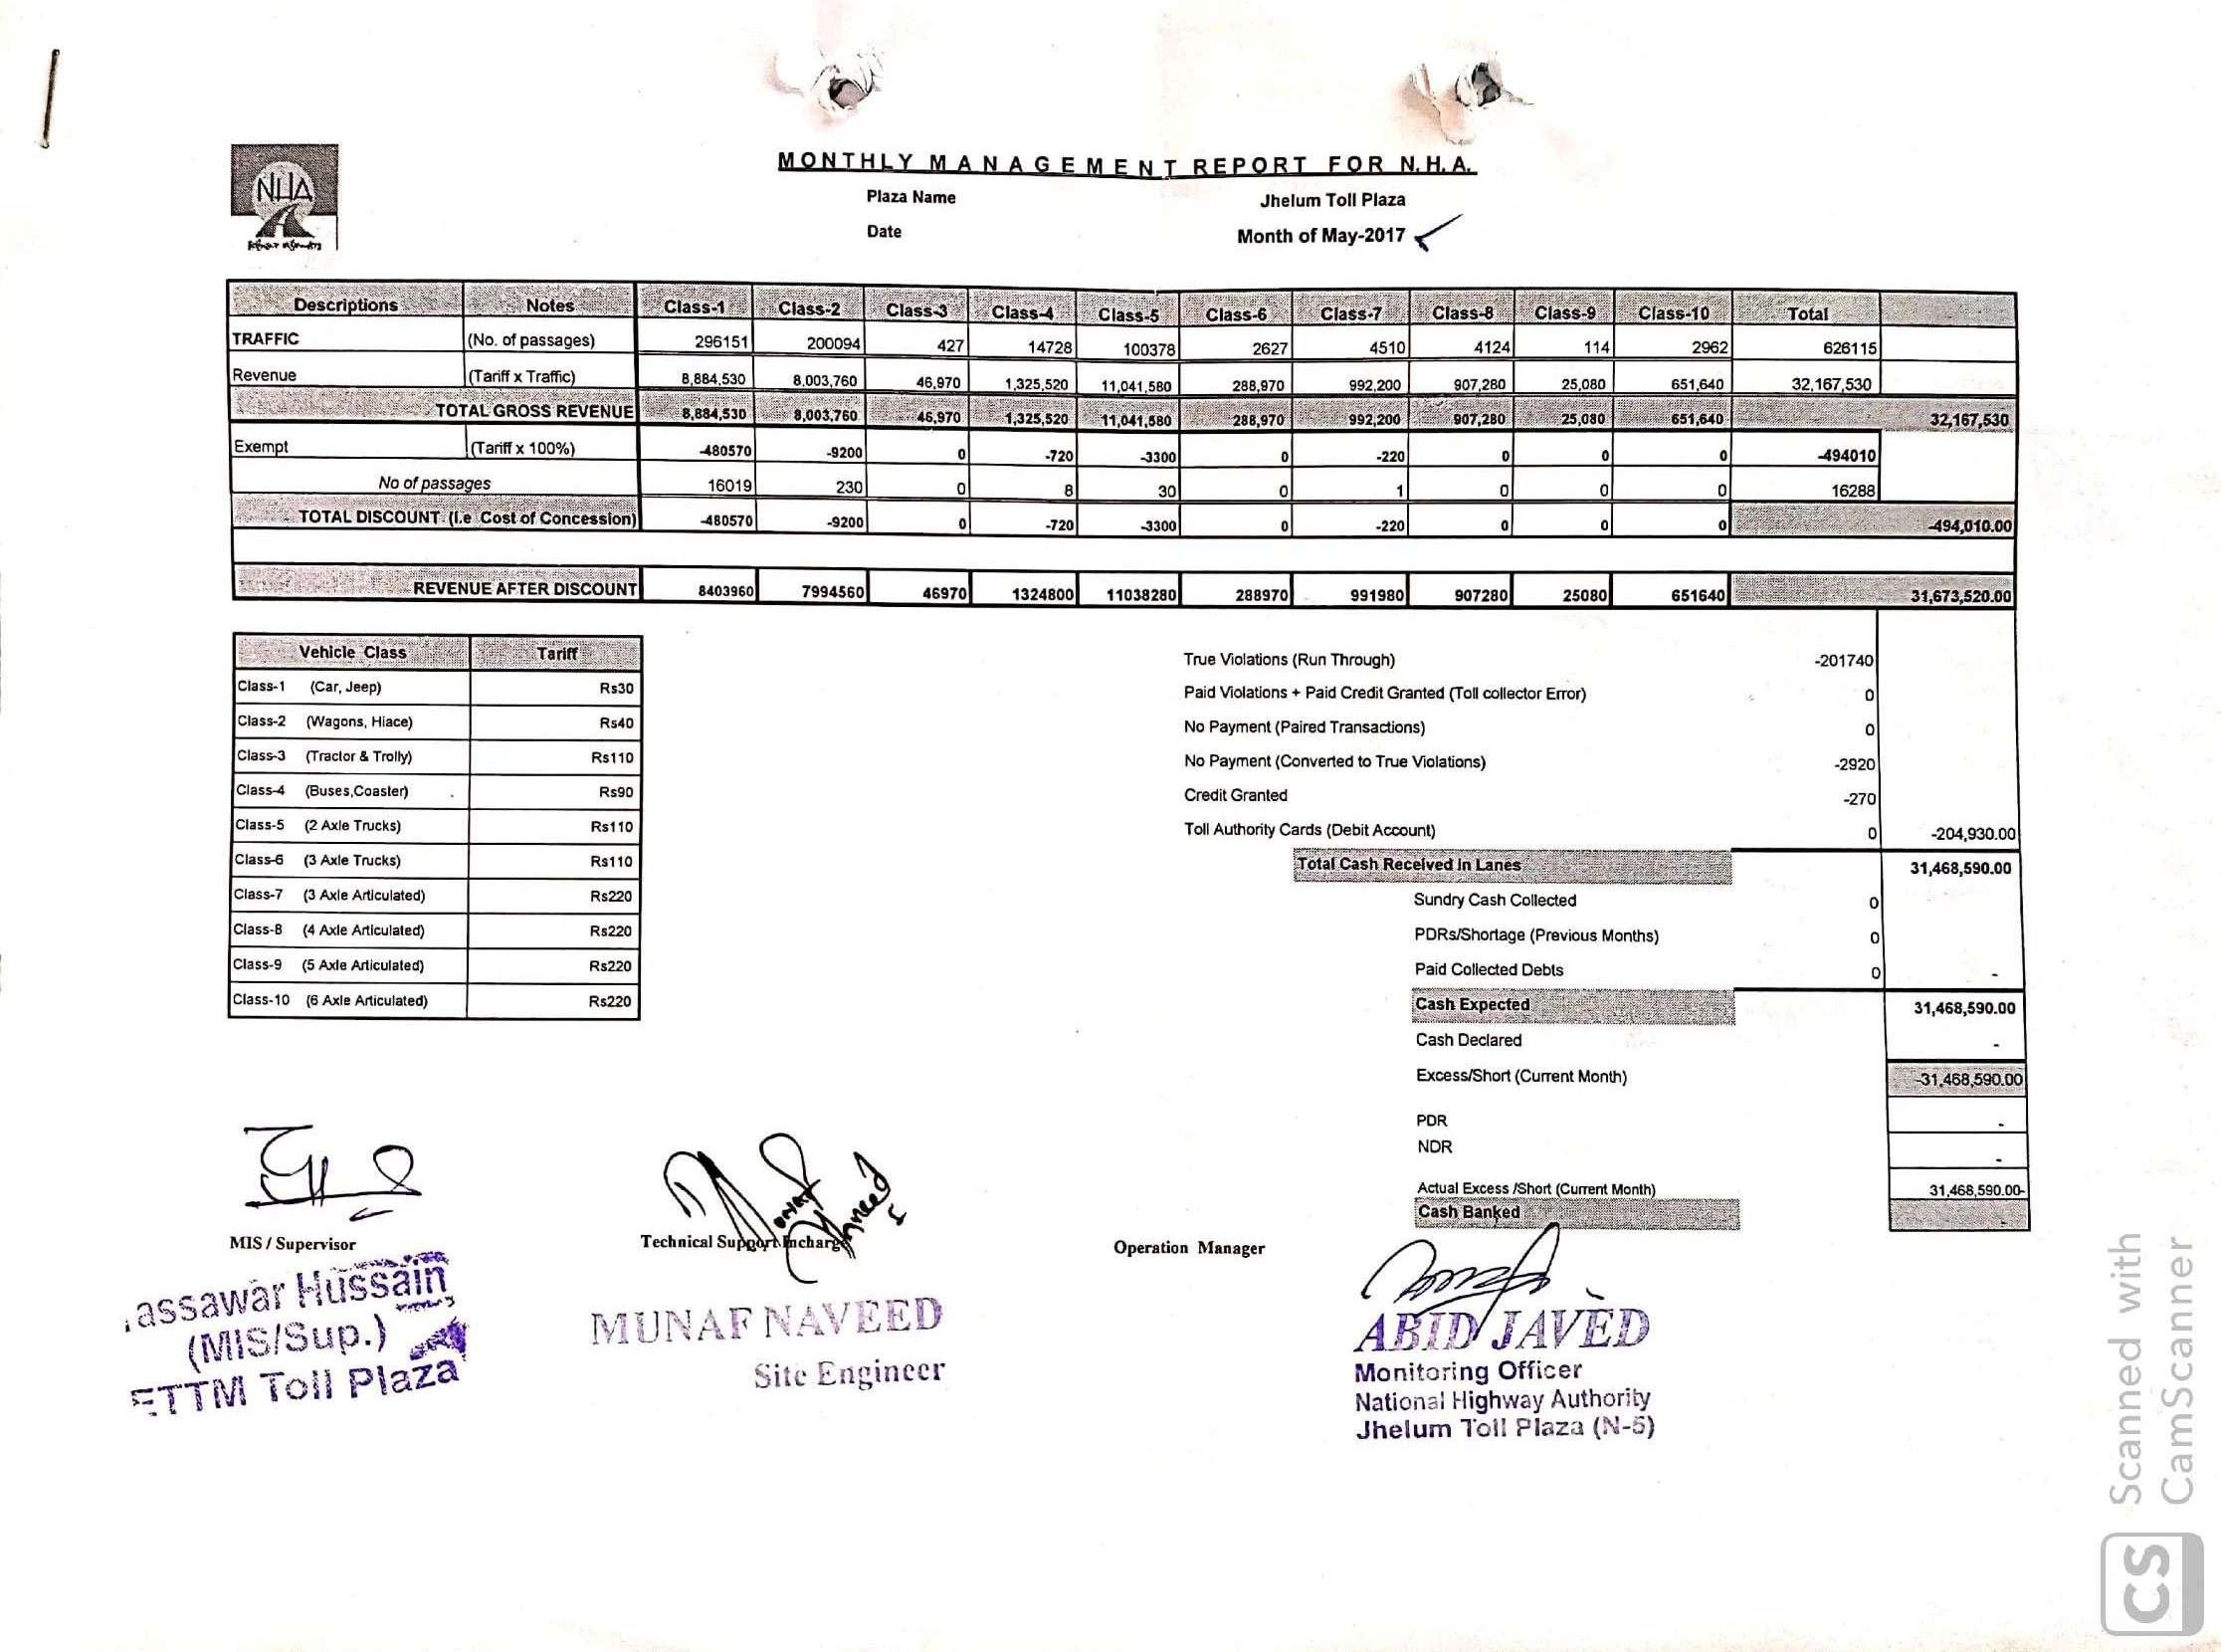 NHA
MONTHLY MANAGEMENT REPORT FOR N.H.A.
Plaza Name Jhelum Toll Plaza
Date Month of May-2017
Descriptions Notes Class-1 Class-2 Class-3 Class-4 Class-5 Class-6 Class-7 Class-8 Class-9 Class-10 Total
TRAFFIC (No. of passages) 296151 200094 427 14728 100378 2627 4510 4124 114 2962 626115
Revenue (Tariff x Traffic) 8,884,530 8,003,760 46,970 1,325,520 11,041,580 288,970 992,200 907,280 25,080 651,640 32,167,530
TOTAL GROSS REVENUE 8,884,530 8,003,760 46,970 1,325,520 11,041,580 288,970 992,200 907,280 25,080 651,640 32,167,530
Exempt (Tariff x 100%) -480570 -9200 0 -720 -3300 0 -220 0 0 0 -494010
No of passages 16019 230 0 8 30 0 1 0 0 0 16288
TOTAL DISCOUNT (I.e Cost of Concession) -480570 -9200 0 -720 -3300 0 -220 0 0 0 -494,010.00
REVENUE AFTER DISCOUNT 8403960 7994560 46970 1324800 11038280 288970 991980 907280 25080 651640 31,673,520.00
Vehicle Class Tariff
Class-1 (Car, Jeep) Rs30
Class-2 (Wagons, Hiace) Rs40
Class-3 (Tractor & Trolly) Rs110
Class-4 (Buses,Coaster) Rs90
Class-5 (2 Axle Trucks) Rs110
Class-6 (3 Axle Trucks) Rs110
Class-7 (3 Axle Articulated) Rs220
Class-8 (4 Axle Articulated) Rs220
Class-9 (5 Axle Articulated) Rs220
Class-10 (6 Axle Articulated) Rs220
True Violations (Run Through) -201740
Paid Violations + Paid Credit Granted (Toll collector Error) 0
No Payment (Paired Transactions) 0
No Payment (Converted to True Violations) -2920
Credit Granted -270
Toll Authority Cards (Debit Account) 0 -204,930.00
Total Cash Received In Lanes 31,468,590.00
Sundry Cash Collected 0
PDRs/Shortage (Previous Months) 0
Paid Collected Debts 0 -
Cash Expected 31,468,590.00
Cash Declared -
Excess/Short (Current Month) -31,468,590.00
PDR -
NDR -
Actual Excess /Short (Current Month) 31,468,590.00-
Cash Banked -
MIS / Supervisor
Technical Support Incharge
Operation Manager
assawar Hussain
(MIS/Sup.)
ETTM Toll Plaza
MUNAF NAVEED
Site Engineer
ABID JAVED
Monitoring Officer
National Highway Authority
Jhelum Toll Plaza (N-5)
Scanned with
CamScanner
CS